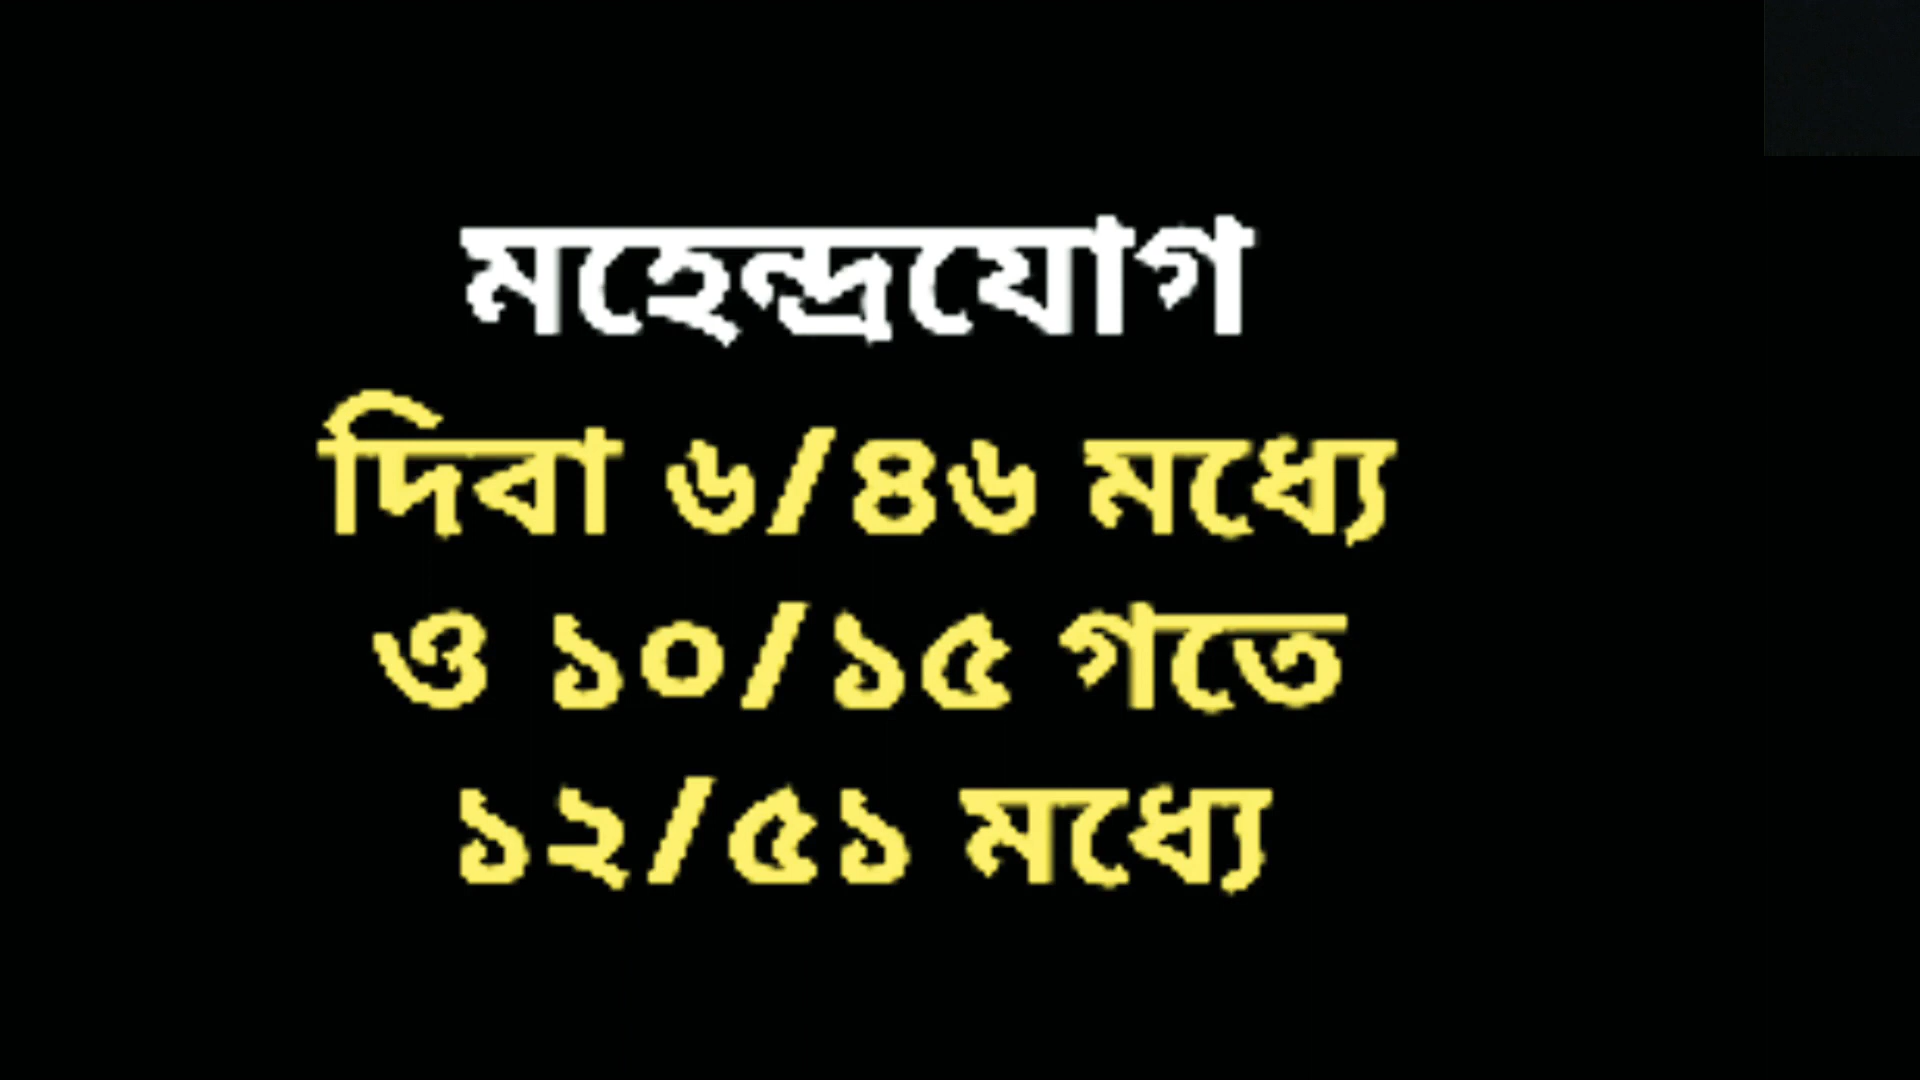 মহেন্দ্রযোগ
দিবা ৬/৪৬ মধ্যে
ও ১০/১৫ গতে
১২/৫১ মধ্যে